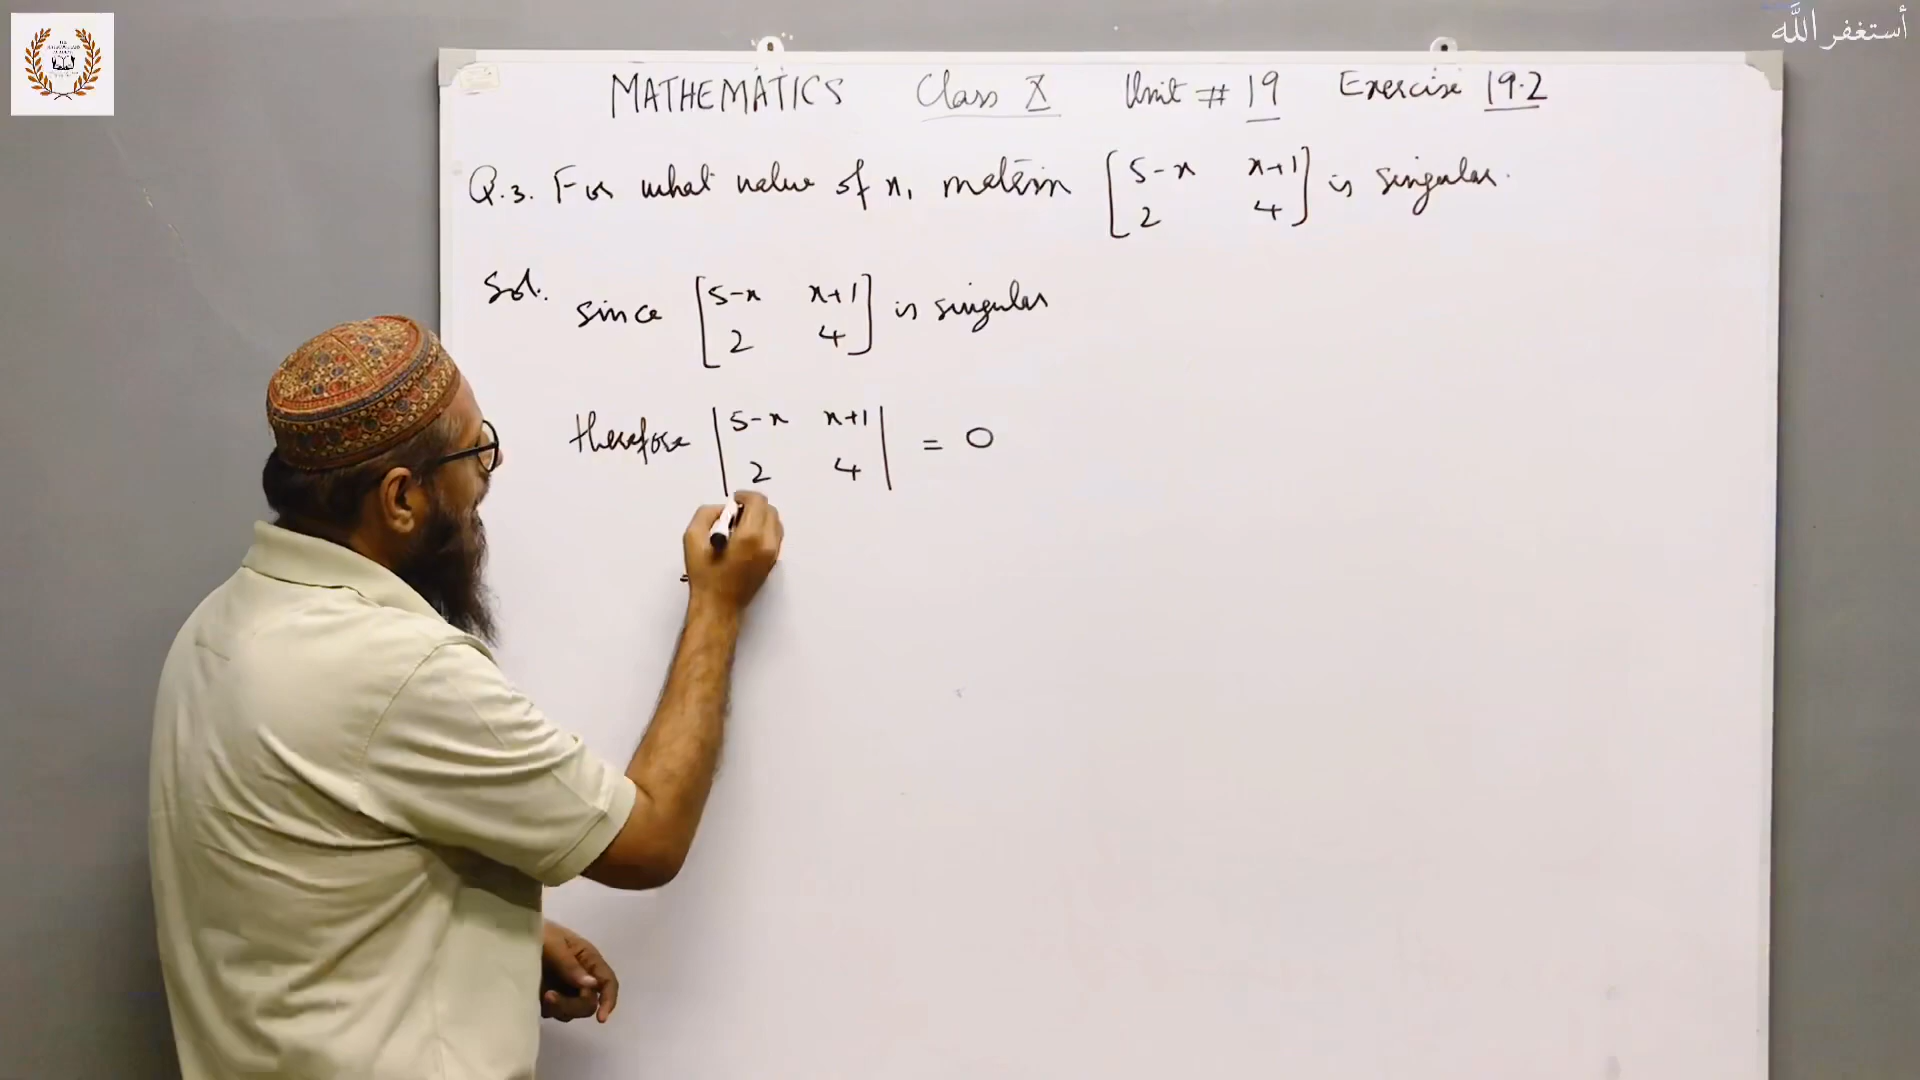 أستغفر الله
MATHEMATICS Class X Unit # 19 Exercise 19.2
Q.3. For what value of x, matrix [5-x x+1] is singular.
2 4
Sol.
since [5-x x+1] is singular
2 4
therefore |5-x x+1| = 0
2 4